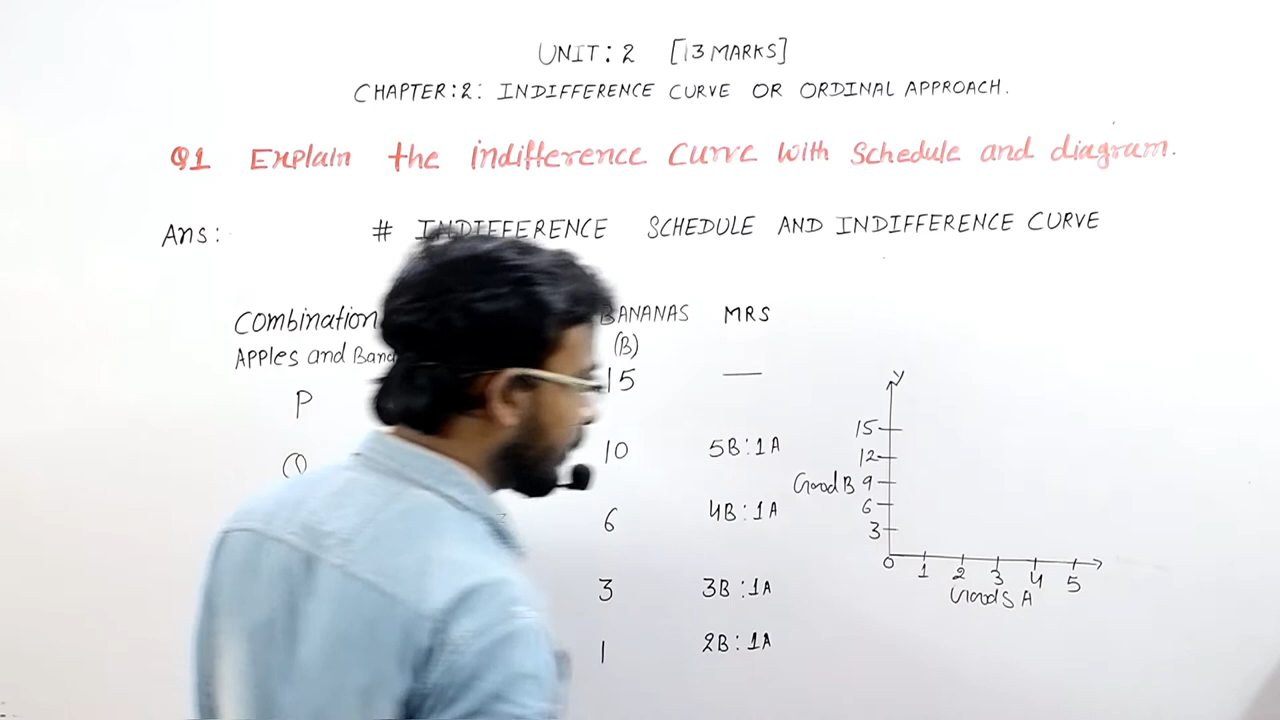 UNIT: 2 [13 MARKS]
CHAPTER:2: INDIFFERENCE CURVE OR ORDINAL APPROACH.
Q1 Explain the indifference curve with schedule and diagram.
Ans: # INDIFFERENCE SCHEDULE AND INDIFFERENCE CURVE
Combination BANANAS MRS
Apples and Bana (B)
P 15 —
Q 10 5B:1A
6 4B:1A
3 3B:1A
1 2B:1A
Y
15
12
Good B 9
6
3
0 1 2 3 4 5
Goods A